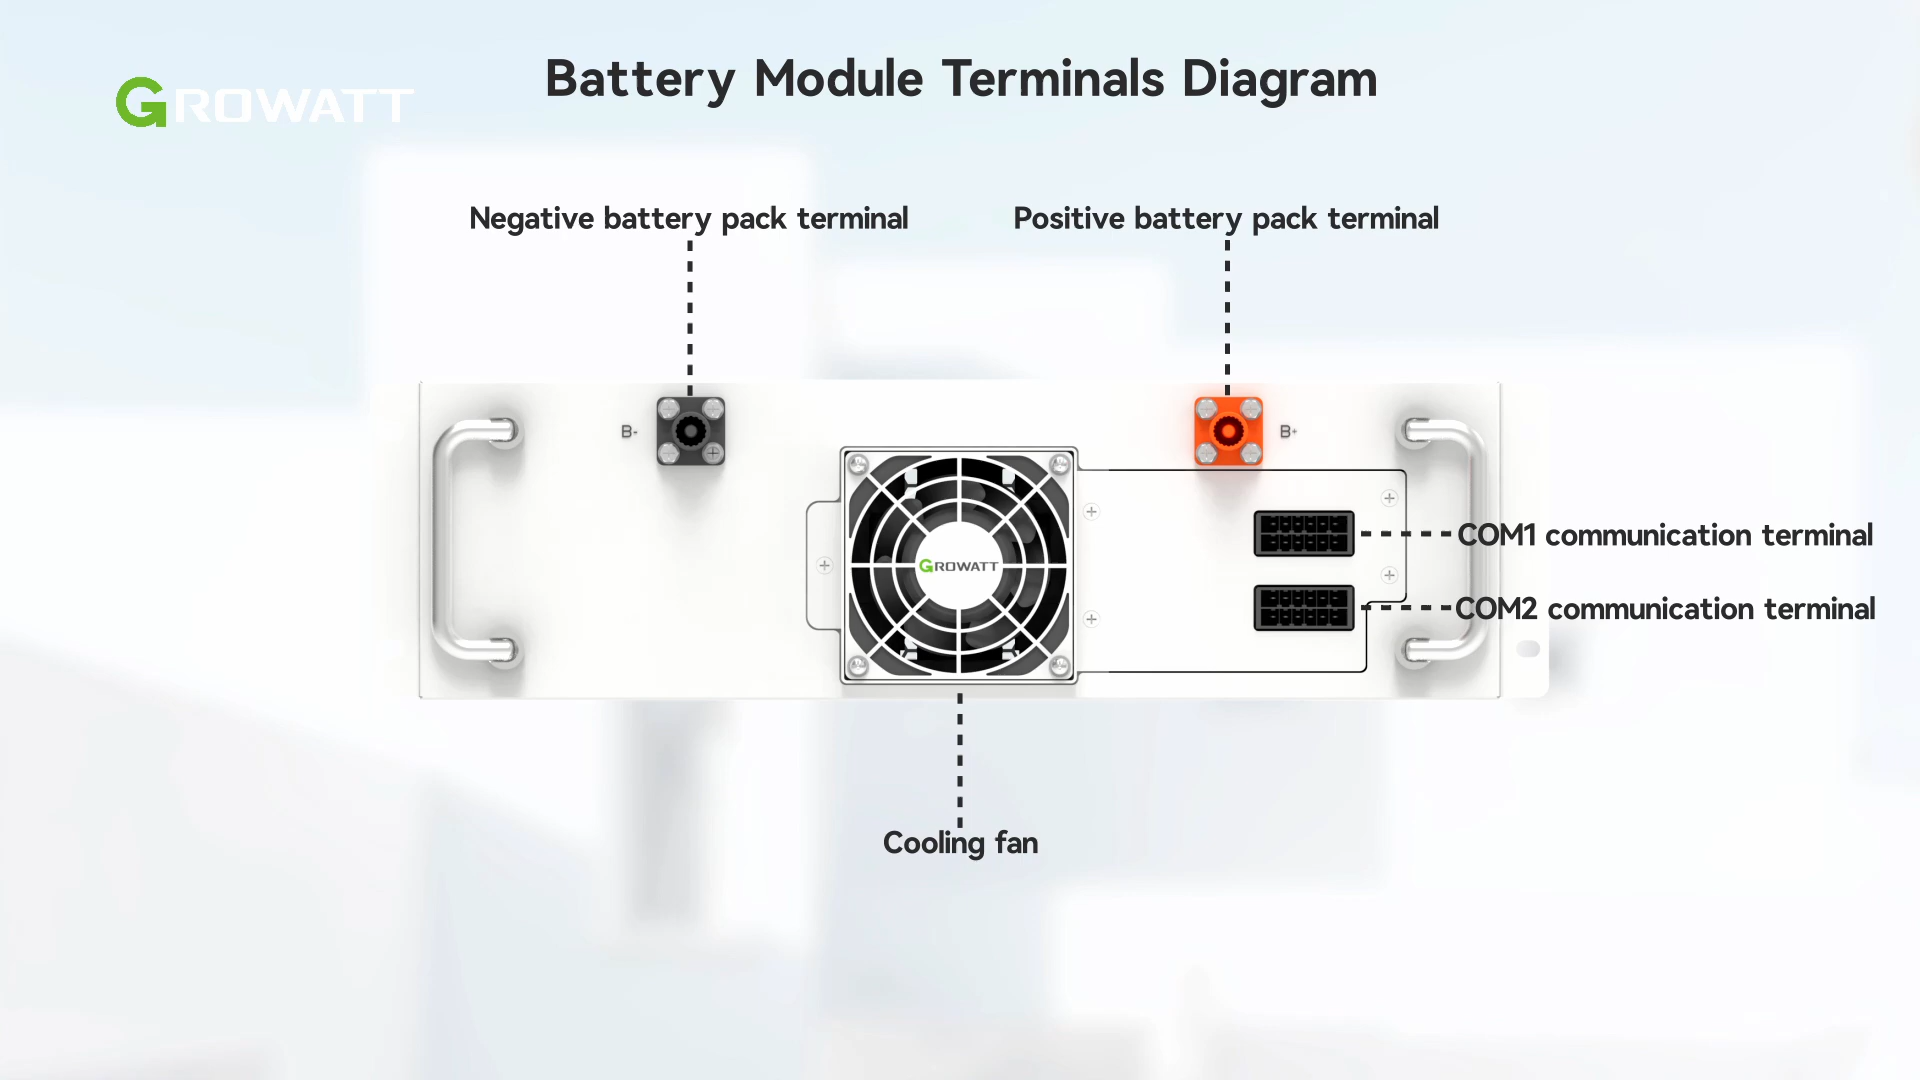 GROWATT
Battery Module Terminals Diagram
Negative battery pack terminal
Positive battery pack terminal
B-
B+
GROWATT
COM1 communication terminal
COM2 communication terminal
Cooling fan